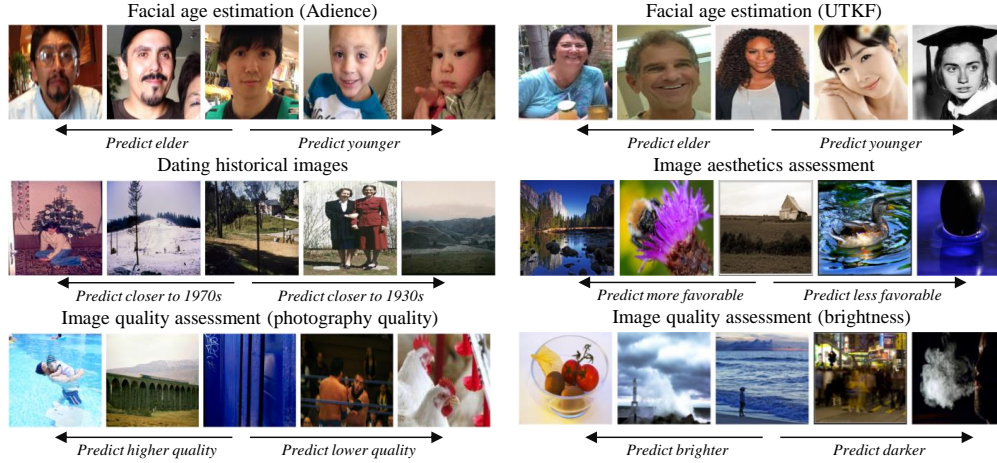 Facial age estimation (Adience)
Predict elder
Predict younger
Facial age estimation (UTKF)
Predict elder
Predict younger
Dating historical images
Predict closer to 1970s
Predict closer to 1930s
Image aesthetics assessment
Predict more favorable
Predict less favorable
Image quality assessment (photography quality)
Predict higher quality
Predict lower quality
Image quality assessment (brightness)
Predict brighter
Predict darker